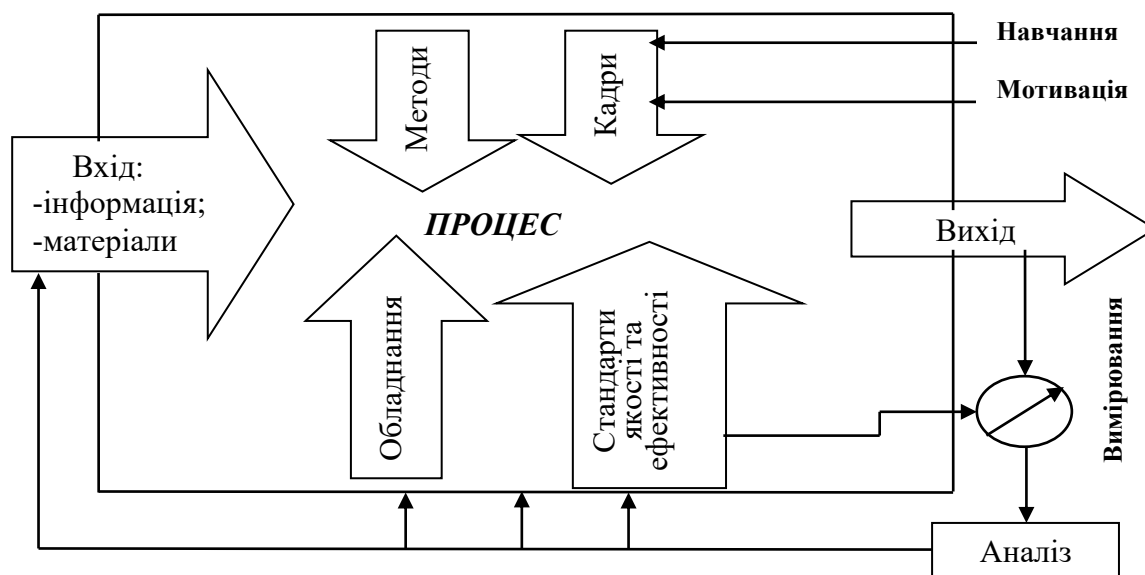 Навчання
Методи
Кадри
Мотивація
Вхід:
-інформація;
-матеріали
ПРОЦЕС
Вихід
Обладнання
Стандарти
якості та
ефективності
Вимірювання
Аналіз